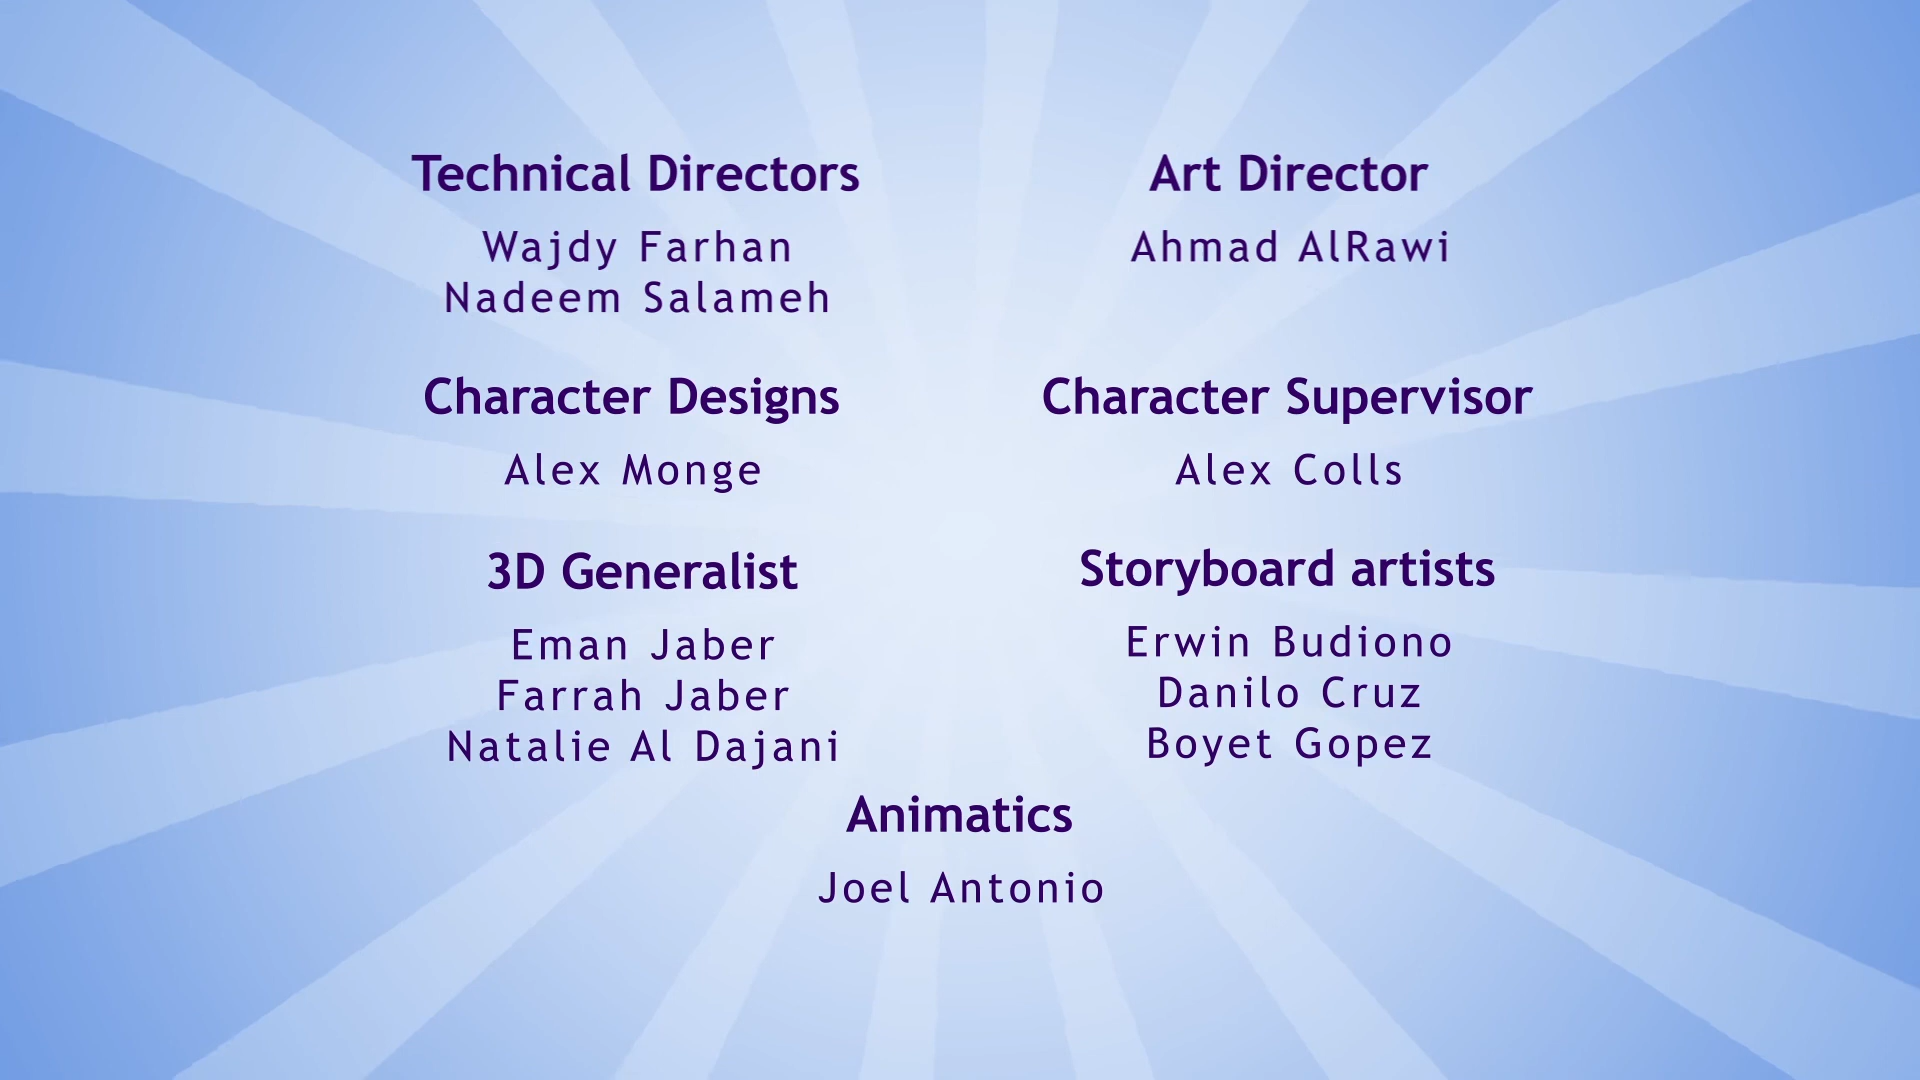 Technical Directors
Wajdy Farhan
Nadeem Salameh
Art Director
Ahmad AlRawi
Character Designs
Alex Monge
Character Supervisor
Alex Colls
3D Generalist
Eman Jaber
Farrah Jaber
Natalie Al Dajani
Storyboard artists
Erwin Budiono
Danilo Cruz
Boyet Gopez
Animatics
Joel Antonio